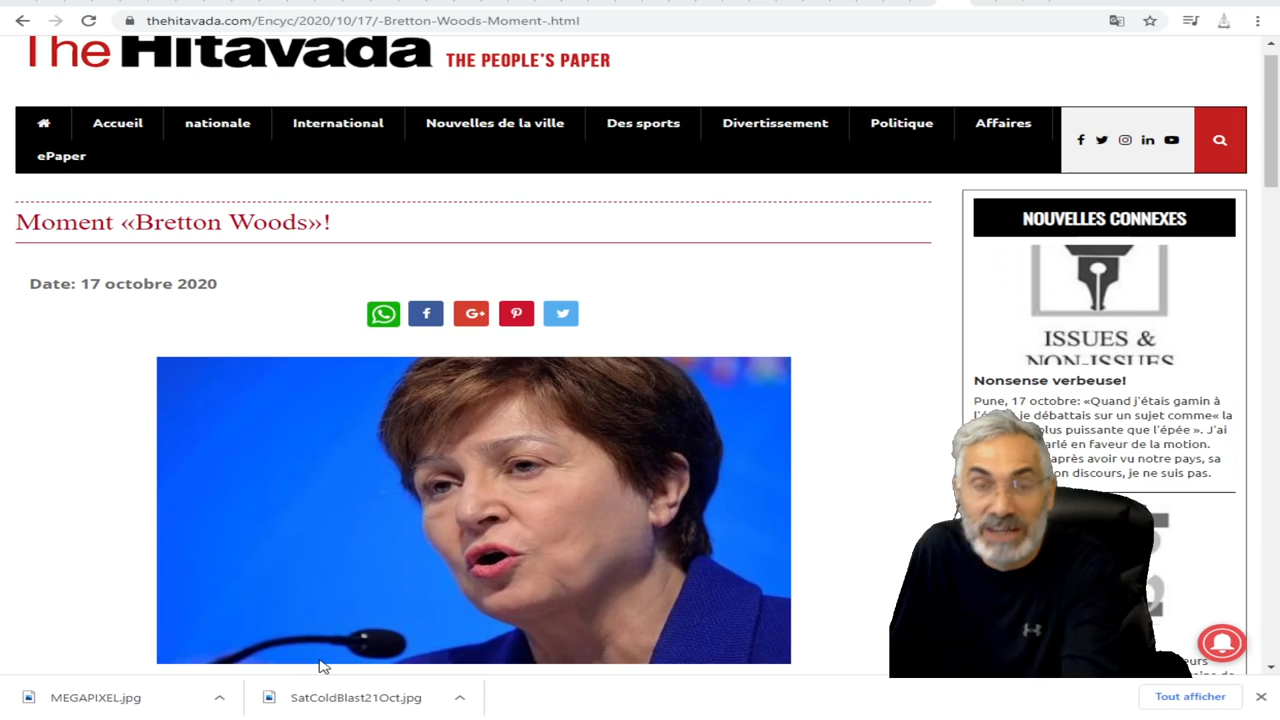 thehitavada.com/Encyc/2020/10/17/-Bretton-Woods-Moment-.html
The Hitavada THE PEOPLE'S PAPER
Accueil nationale International Nouvelles de la ville Des sports Divertissement Politique Affaires
ePaper
Moment «Bretton Woods»!
Date: 17 octobre 2020
NOUVELLES CONNEXES
ISSUES &
NON-ISSUES
Nonsense verbeuse!
Pune, 17 octobre: «Quand j'étais gamin à
je débattais sur un sujet comme« la
plus puissante que l'épée ». J'ai
arlé en faveur de la motion.
après avoir vu notre pays, sa
on discours, je ne suis pas.
MEGAPIXEL.jpg
SatColdBlast21Oct.jpg
Tout afficher